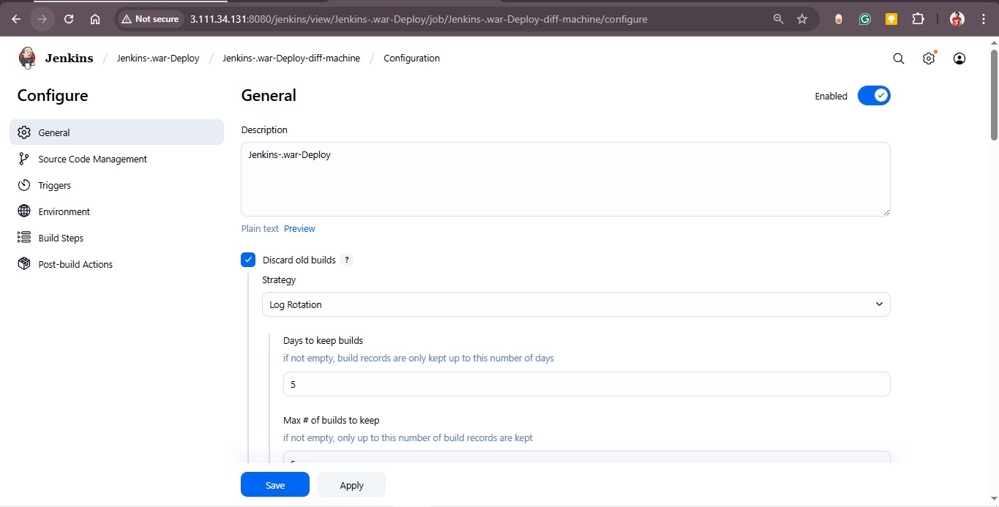 Not secure 3.111.34.131:8080/jenkins/view/Jenkins-.war-Deploy/job/Jenkins-.war-Deploy-diff-machine/configure
Jenkins / Jenkins-.war-Deploy / Jenkins-.war-Deploy-diff-machine / Configuration
Configure
General
Source Code Management
Triggers
Environment
Build Steps
Post-build Actions
General
Enabled
Description
Jenkins-.war-Deploy
Plain text Preview
Discard old builds ?
Strategy
Log Rotation
Days to keep builds
if not empty, build records are only kept up to this number of days
5
Max # of builds to keep
if not empty, only up to this number of build records are kept
Save Apply